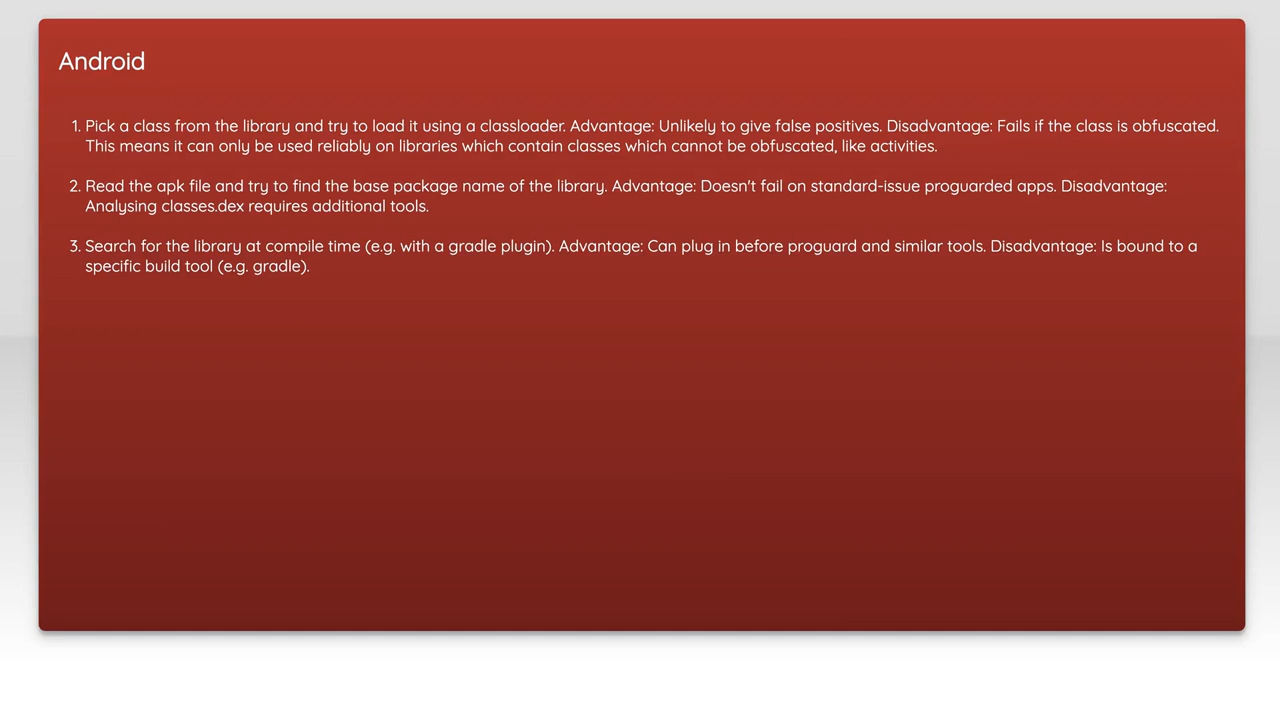 Android
1. Pick a class from the library and try to load it using a classloader. Advantage: Unlikely to give false positives. Disadvantage: Fails if the class is obfuscated.
This means it can only be used reliably on libraries which contain classes which cannot be obfuscated, like activities.
2. Read the apk file and try to find the base package name of the library. Advantage: Doesn't fail on standard-issue proguarded apps. Disadvantage:
Analysing classes.dex requires additional tools.
3. Search for the library at compile time (e.g. with a gradle plugin). Advantage: Can plug in before proguard and similar tools. Disadvantage: Is bound to a
specific build tool (e.g. gradle).